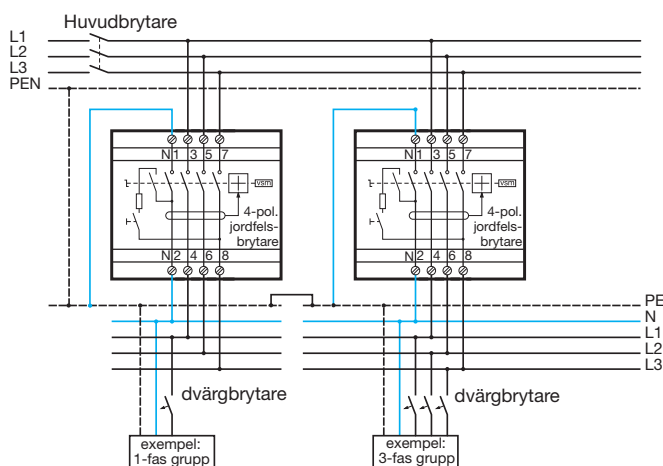 Huvudbrytare
L1
L2
L3
PEN
N 1 3 5 7
vsm
4-pol.
jordfels-
brytare
N 2 4 6 8
N 1 3 5 7
vsm
4-pol.
jordfels-
brytare
N 2 4 6 8
PE
N
L1
L2
L3
dvärgbrytare
dvärgbrytare
exempel:
1-fas grupp
exempel:
3-fas grupp